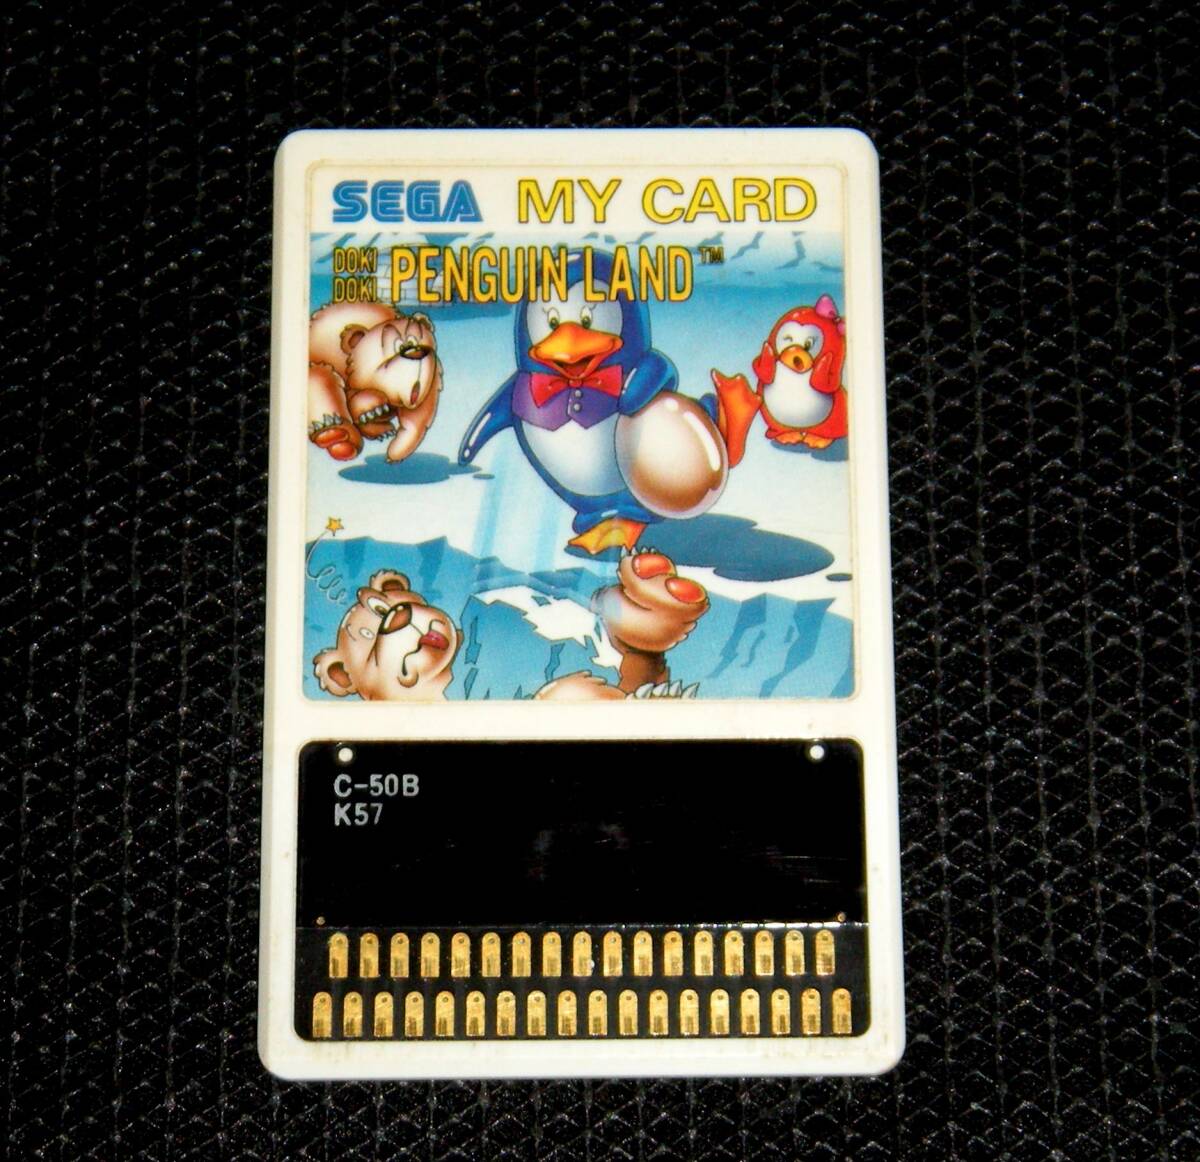 SEGA MY CARD
DOKI DOKI PENGUIN LAND™
C-50B
K57